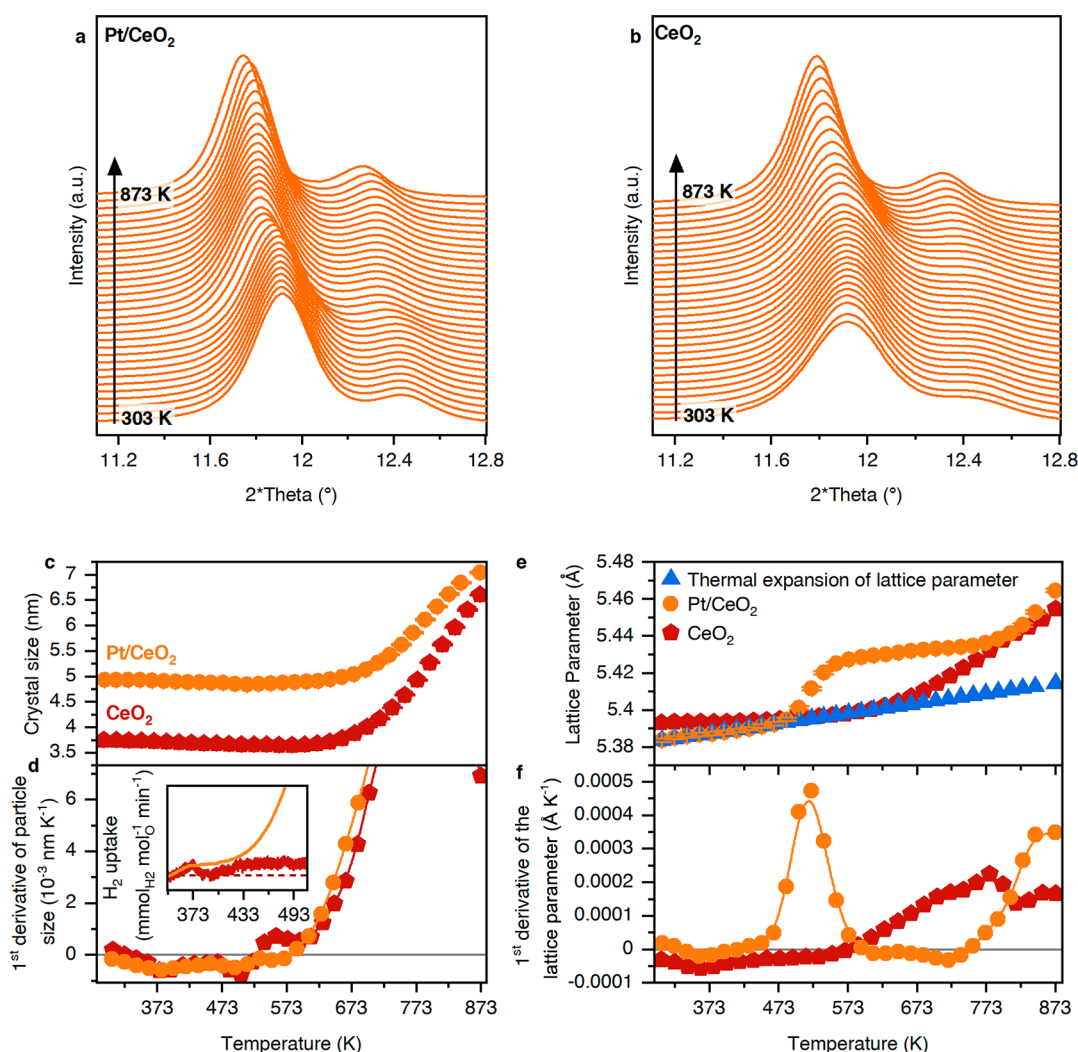 a
Pt/CeO₂
Intensity (a.u.)
873 K
303 K
11.2 11.6 12 12.4 12.8
2*Theta (°)
b
CeO₂
Intensity (a.u.)
873 K
303 K
11.2 11.6 12 12.4 12.8
2*Theta (°)
c
Crystal size (nm)
7
6.5
6
5.5
5
4.5
4
3.5
Pt/CeO₂
CeO₂
d
1st derivative of particle
size (10⁻³ nm K⁻¹)
6
4
2
0
H₂ uptake
(mmol_H2 mol_O⁻¹ min⁻¹)
373 433 493
373 473 573 673 773 873
Temperature (K)
e
Lattice Parameter (Å)
5.48
5.46
5.44
5.42
5.4
5.38
Thermal expansion of lattice parameter
Pt/CeO₂
CeO₂
f
1st derivative of the
lattice parameter (Å K⁻¹)
0.0005
0.0004
0.0003
0.0002
0.0001
0
-0.0001
373 473 573 673 773 873
Temperature (K)